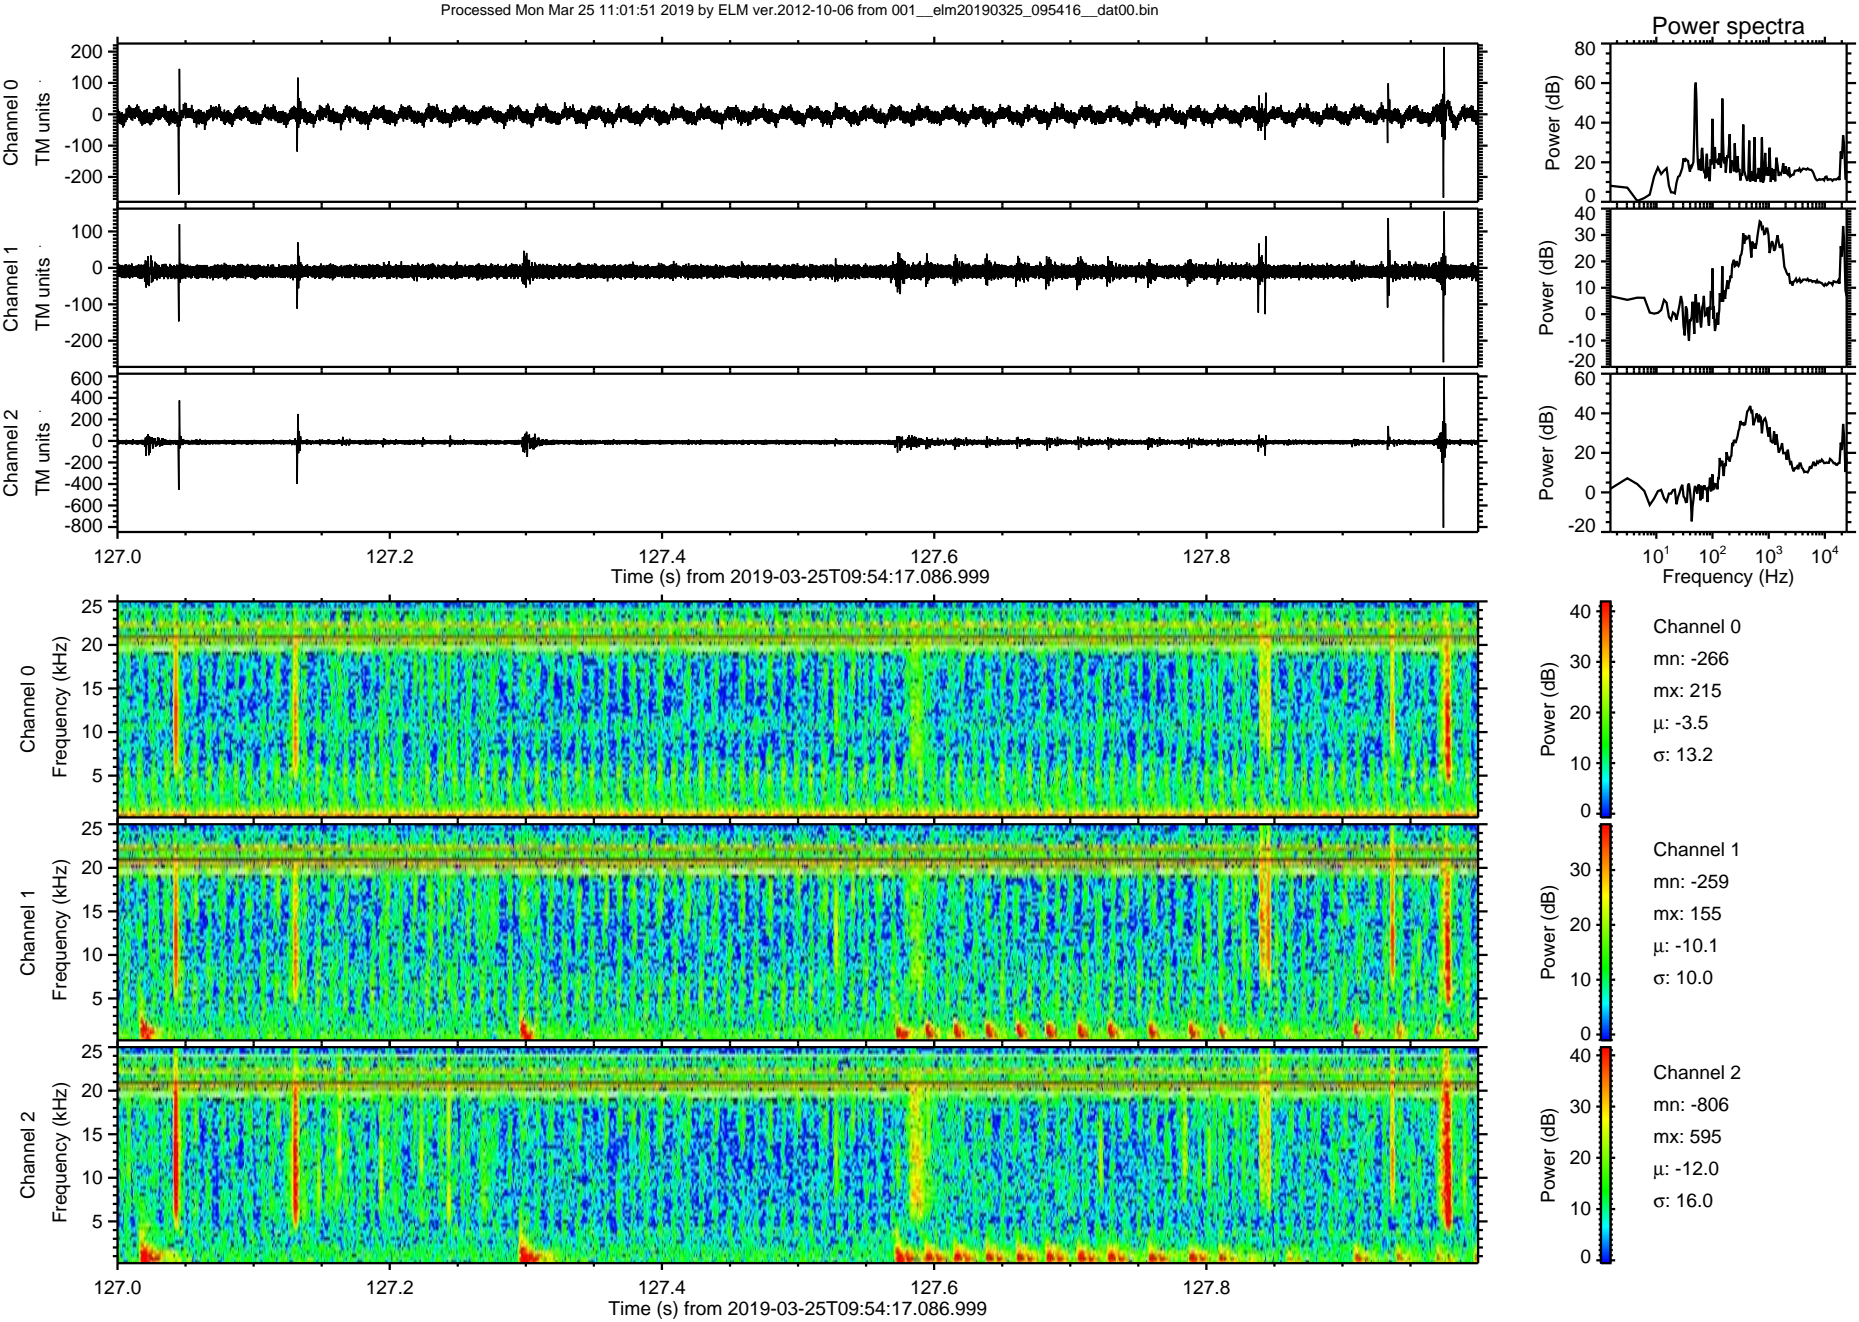 Processed Mon Mar 25 11:01:51 2019 by ELM ver.2012-10-06 from 001__elm20190325_095416__dat00.bin
Power spectra
Channel 0
TM units
200
100
0
-100
-200
Power (dB)
80
60
40
20
0
Channel 1
TM units
100
0
-100
-200
Power (dB)
40
30
20
10
0
-10
-20
Channel 2
TM units
600
400
200
0
-200
-400
-600
-800
Power (dB)
60
40
20
0
-20
127.0 127.2 127.4 127.6 127.8
Time (s) from 2019-03-25T09:54:17.086.999
10^1 10^2 10^3 10^4
Frequency (Hz)
Channel 0
Frequency (kHz)
25
20
15
10
5
Power (dB)
40
30
20
10
0
Channel 0
mn: -266
mx: 215
μ: -3.5
σ: 13.2
Channel 1
Frequency (kHz)
25
20
15
10
5
Power (dB)
30
20
10
0
Channel 1
mn: -259
mx: 155
μ: -10.1
σ: 10.0
Channel 2
Frequency (kHz)
25
20
15
10
5
Power (dB)
40
30
20
10
0
Channel 2
mn: -806
mx: 595
μ: -12.0
σ: 16.0
127.0 127.2 127.4 127.6 127.8
Time (s) from 2019-03-25T09:54:17.086.999